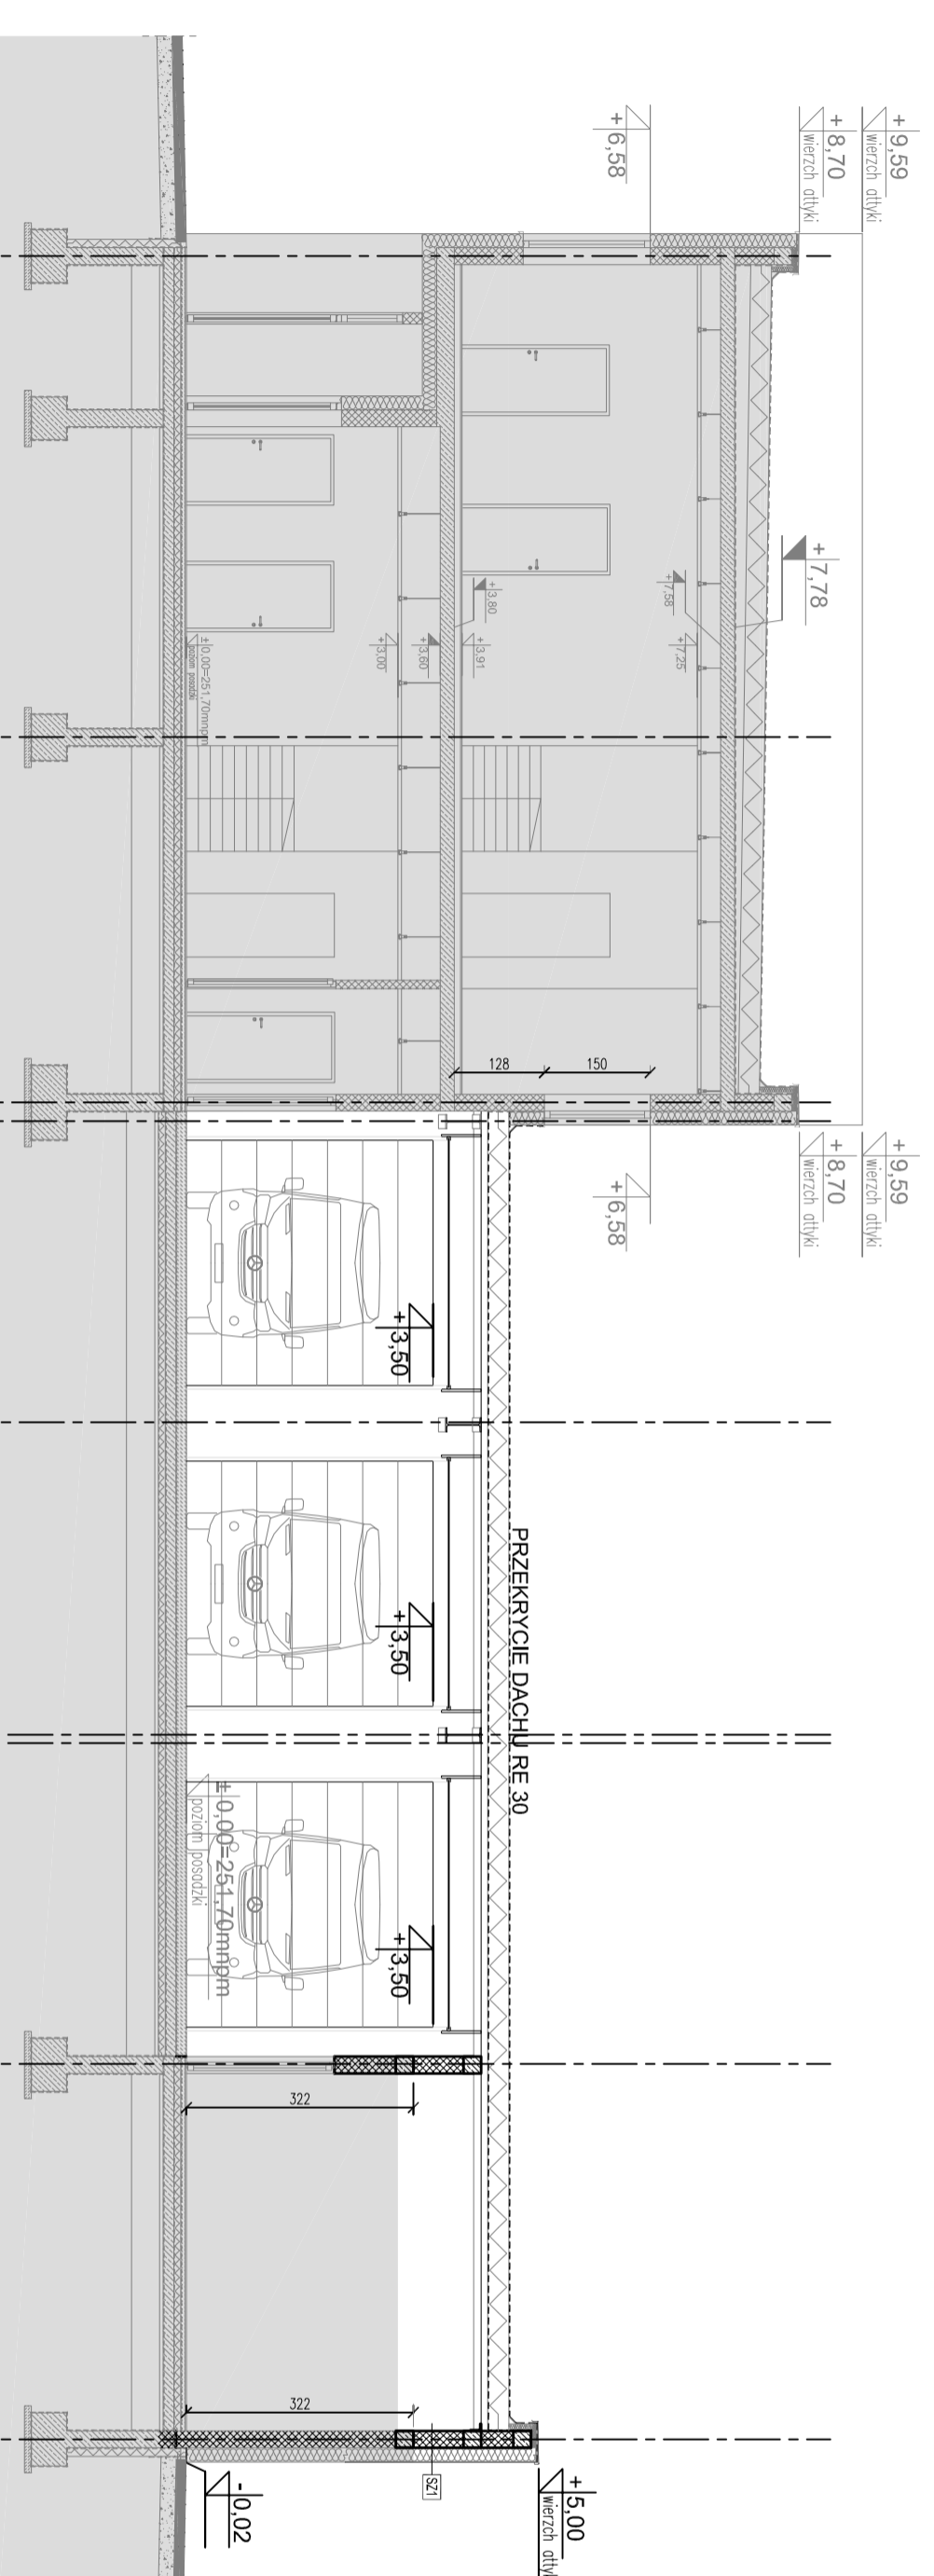 + 9,59
wierzch attyki
+ 8,70
wierzch attyki
+ 6,58
+ 7,78
+ 7,58
+ 7,25
+ 3,80
+ 3,91
+ 3,60
+ 3,00
± 0,00=251,70mnpm
poziom posadzki
150
128
+ 9,59
wierzch attyki
+ 8,70
wierzch attyki
+ 6,58
+ 3,50
+ 3,50
+ 3,50
PRZEKRYCIE DACHU RE 30
± 0,00=251,70mnpm
poziom posadzki
322
322
SZ1
+ 5,00
wierzch atty
- 0,02